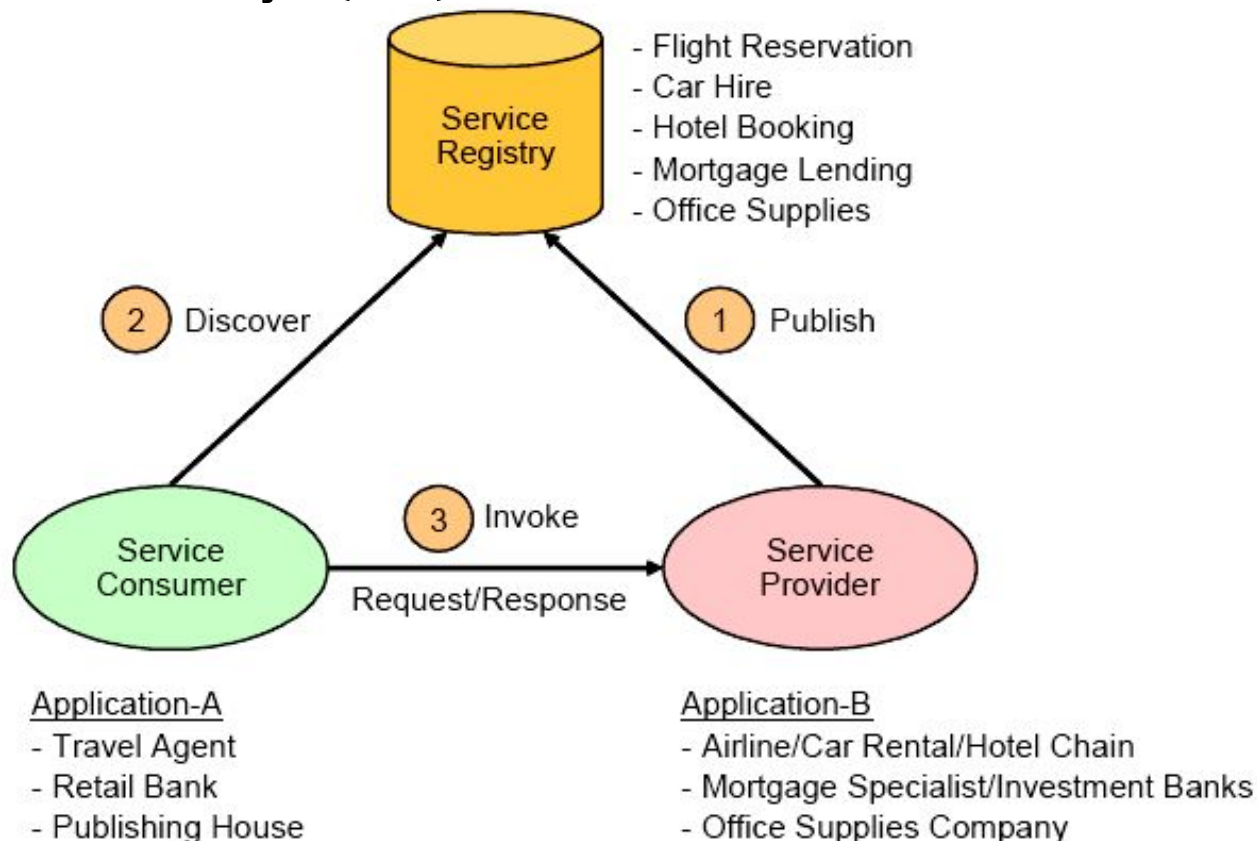 Service
Registry
- Flight Reservation
- Car Hire
- Hotel Booking
- Mortgage Lending
- Office Supplies
2 Discover
1 Publish
Service
Consumer
3 Invoke
Request/Response
Service
Provider
Application-A
- Travel Agent
- Retail Bank
- Publishing House
Application-B
- Airline/Car Rental/Hotel Chain
- Mortgage Specialist/Investment Banks
- Office Supplies Company